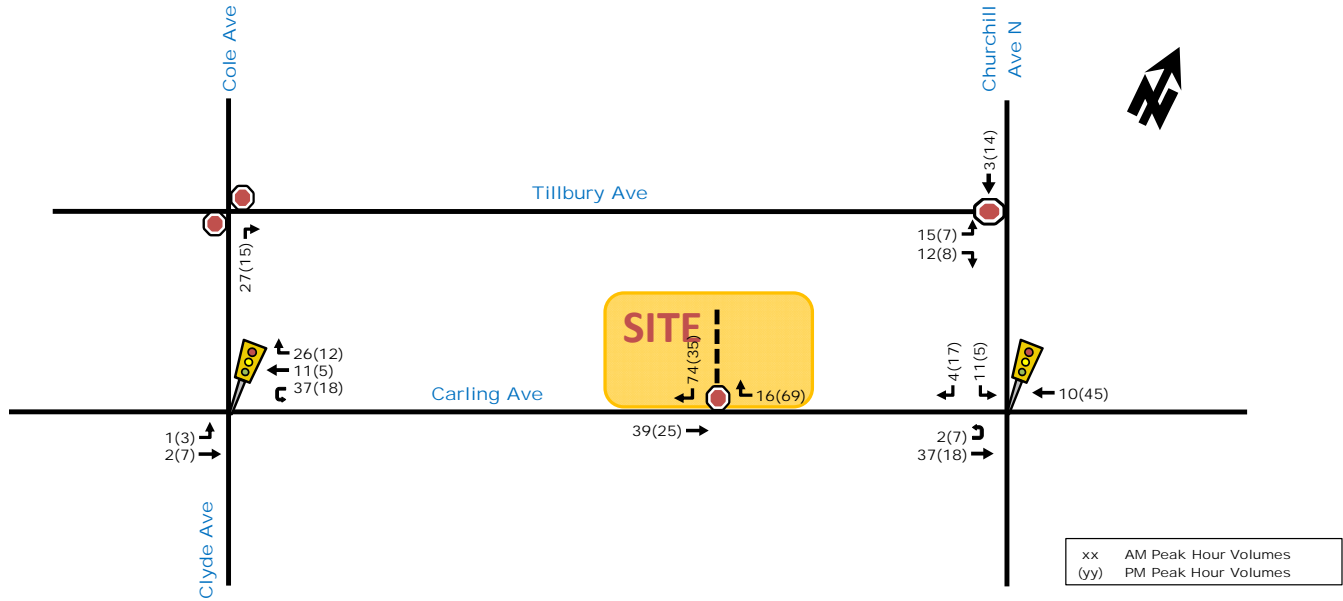 Cole Ave
Churchill
Ave N
N
3(14)
Tillbury Ave
15(7)
12(8)
27(15)
SITE
74(35)
16(69)
26(12)
11(5)
37(18)
Carling Ave
4(17)
11(5)
10(45)
1(3)
2(7)
39(25)
2(7)
37(18)
Clyde Ave
xx AM Peak Hour Volumes
(yy) PM Peak Hour Volumes